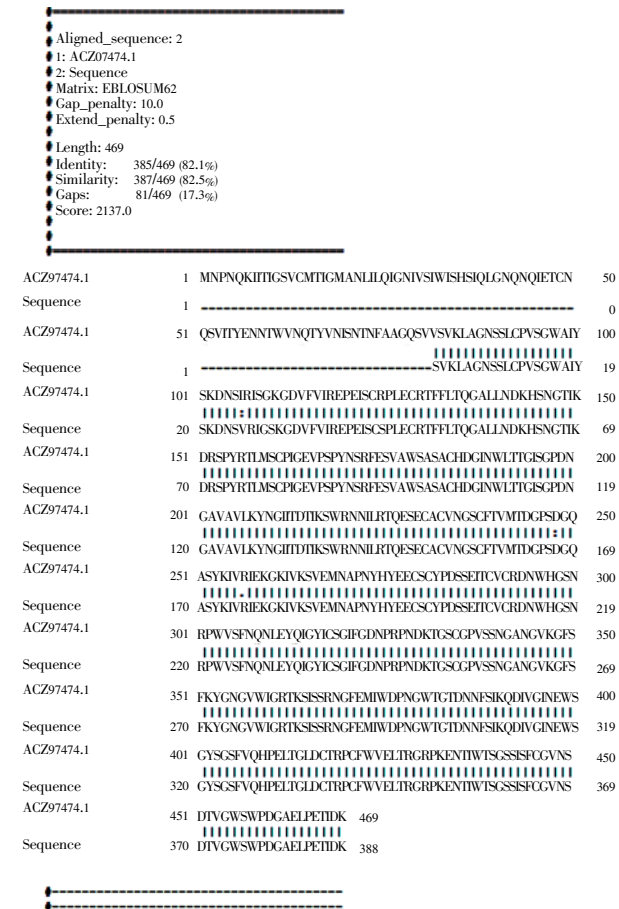 Aligned_sequence: 2
1: ACZ07474.1
2: Sequence
Matrix: EBLOSUM62
Gap_penalty: 10.0
Extend_penalty: 0.5
Length: 469
Identity: 385/469 (82.1%)
Similarity: 387/469 (82.5%)
Gaps: 81/469 (17.3%)
Score: 2137.0
ACZ97474.1 1 MNPNQKIITIGSVCMTIGMANLILQIGNIVSIWISHSIQLGNQNQIETCN 50
Sequence 1 -------------------------------------------------- 0
ACZ97474.1 51 QSVITYENNTWVNQTYVNISNTNFAAGQSVVSVKLAGNSSLCPVSGWAIY 100
Sequence 1 -------------------------------SVKLAGNSSLCPVSGWAIY 19
ACZ97474.1 101 SKDNSIRISGKGDVFVIREPEISCRPLECRTFFLTQGALLNDKHSNGTIK 150
Sequence 20 SKDNSVRIGSKGDVFVIREPEISCSPLECRTFFLTQGALLNDKHSNGTIK 69
ACZ97474.1 151 DRSPYRTLMSCPIGEVPSPYNSRFESVAWSASACHDGINWLTTGISGPDN 200
Sequence 70 DRSPYRTLMSCPIGEVPSPYNSRFESVAWSASACHDGINWLTTGISGPDN 119
ACZ97474.1 201 GAVAVLKYNGIITDTIKSWRNNILRTQESECACVNGSCFTVMTDGPSDGQ 250
Sequence 120 GAVAVLKYNGIITDTIKSWRNNILRTQESECACVNGSCFTVMTDGPSDGQ 169
ACZ97474.1 251 ASYKIVRIEKGKIVKSVEMNAPNYHYEECSCYPDSSEITCVCRDNWHGSN 300
Sequence 170 ASYKIVRIEKGKIVKSVEMNAPNYHYEECSCYPDSSEITCVCRDNWHGSN 219
ACZ97474.1 301 RPWVSFNQNLEYQIGYICSGIFGDNPRPNDKTGSCGPVSSNGANGVKGFS 350
Sequence 220 RPWVSFNQNLEYQIGYICSGIFGDNPRPNDKTGSCGPVSSNGANGVKGFS 269
ACZ97474.1 351 FKYGNGVWIGRTKSISSRNGFEMIWDPNGWTGTDNNFSIKQDIVGINEWS 400
Sequence 270 FKYGNGVWIGRTKSISSRNGFEMIWDPNGWTGTDNNFSIKQDIVGINEWS 319
ACZ97474.1 401 GYSGSFVQHPELTGLDCTRPCFWVELTRGRPKENTIWTSGSSISFCGVNS 450
Sequence 320 GYSGSFVQHPELTGLDCTRPCFWVELTRGRPKENTIWTSGSSISFCGVNS 369
ACZ97474.1 451 DTVGWSWPDGAELPETIDK 469
Sequence 370 DTVGWSWPDGAELPETIDK 388